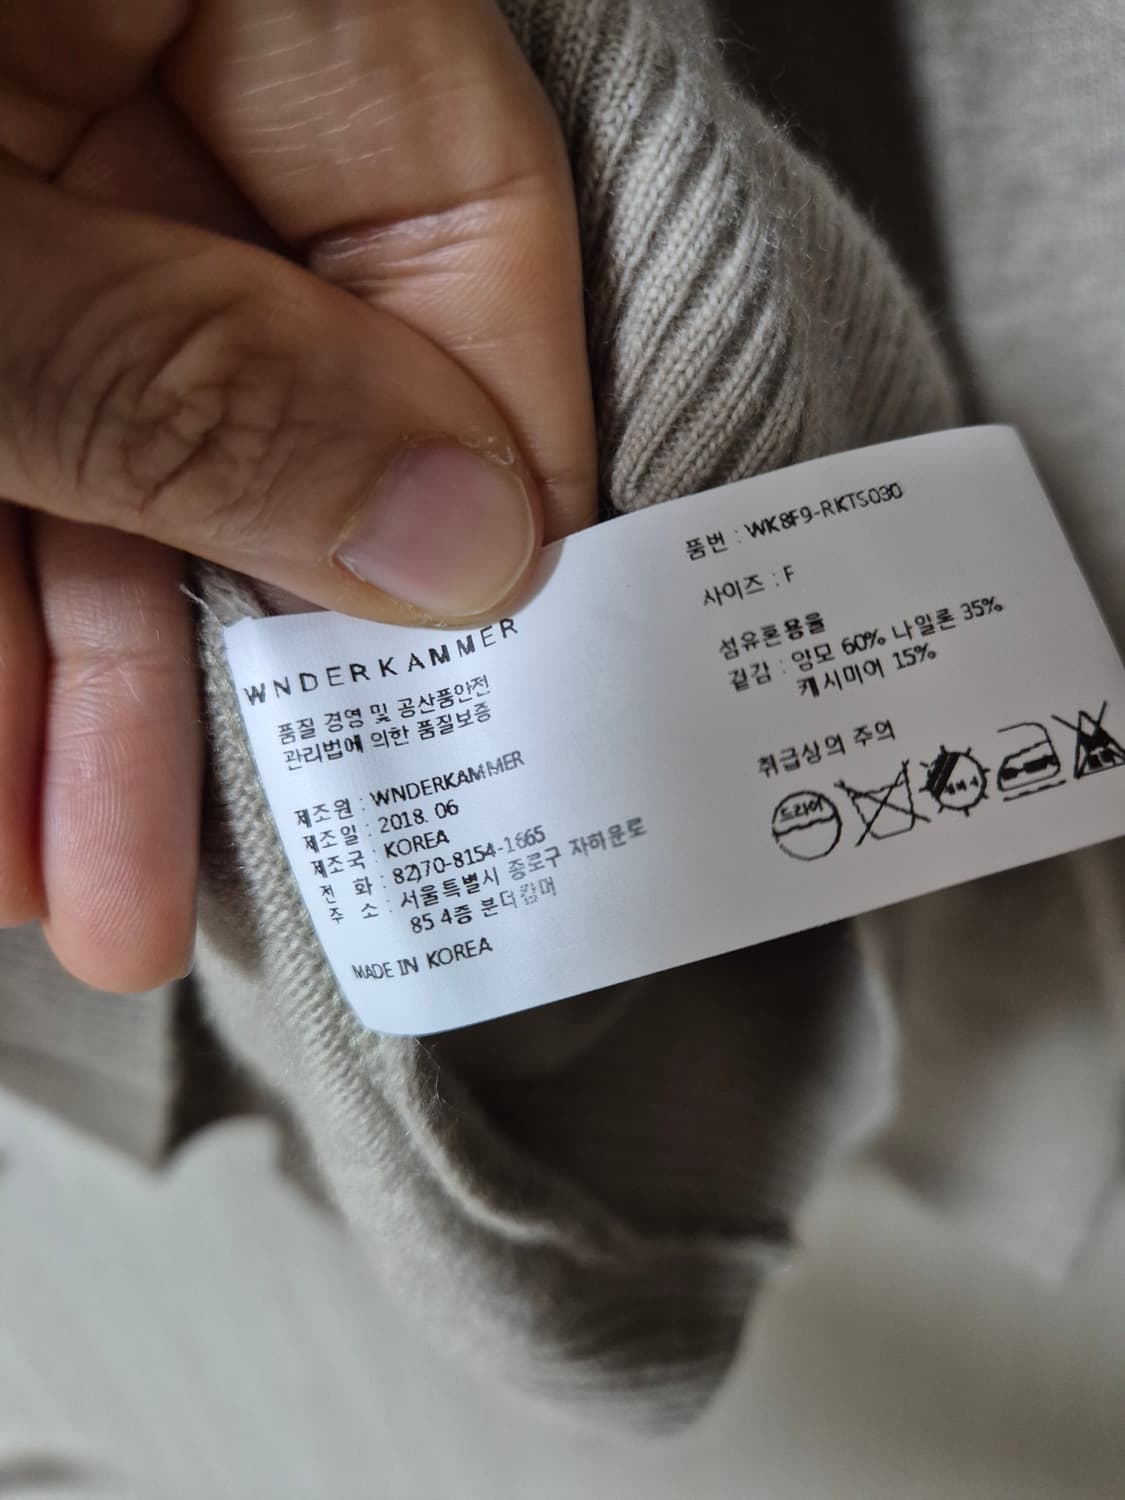 WNDERKAMMER
품질 경영 및 공산품안전
관리법에 의한 품질보증
제조원 : WNDERKAMMER
제조일 : 2018. 06
제조국 : KOREA
전 화 : 82)70-8154-1665
주 소 : 서울특별시 종로구 자하문로
85 4층 분더캄머
MADE IN KOREA
품번 : WK8F9-RKTS030
사이즈 : F
섬유혼용율
겉감 : 양모 60% 나일론 35%
캐시미어 15%
취급상의 주의
드라이